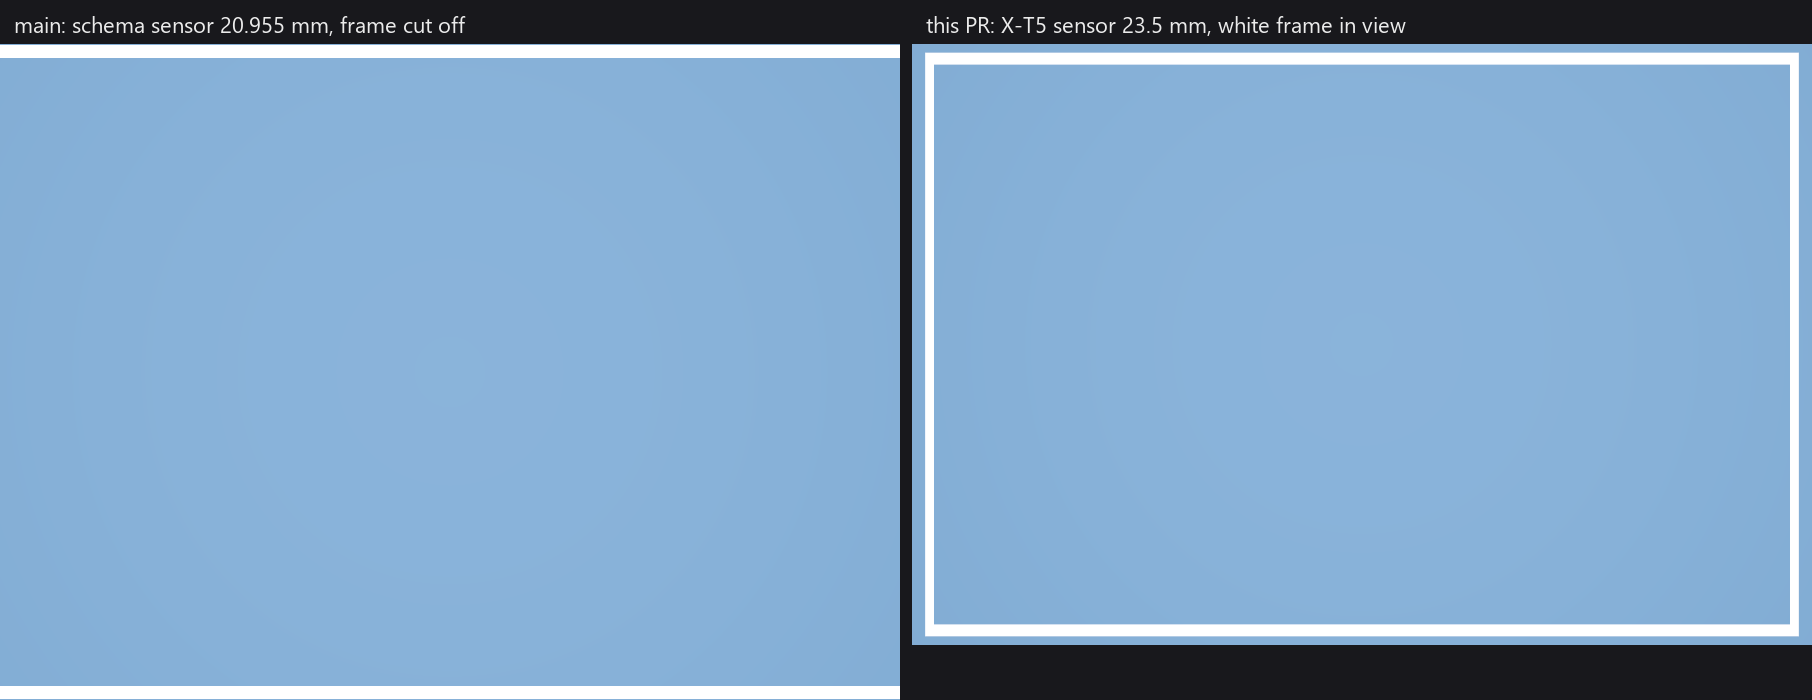 main: schema sensor 20.955 mm, frame cut off
this PR: X-T5 sensor 23.5 mm, white frame in view